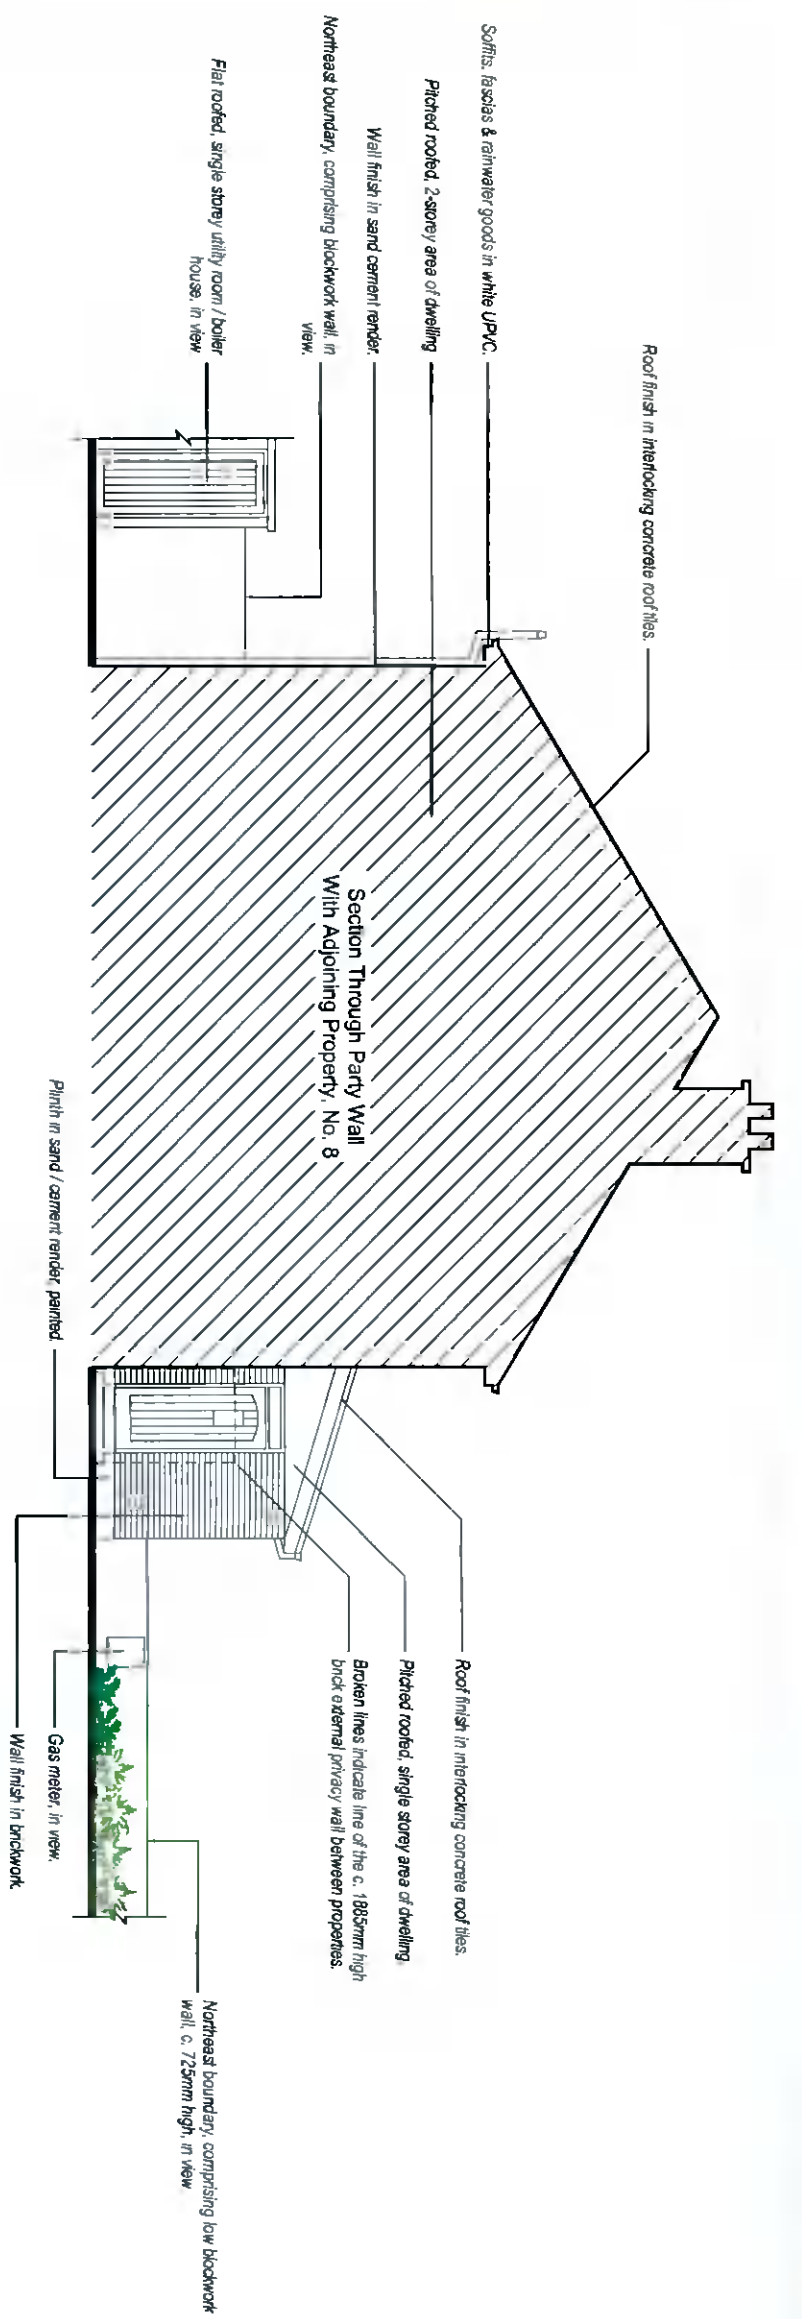 Roof finish in interlocking concrete roof tiles.
Soffits, fascias & rainwater goods in white UPVC.
Pitched roofed, 2-storey area of dwelling
Wall finish in sand cement render.
Northeast boundary, comprising blockwork wall, in
view.
Flat roofed, single storey utility room / boiler
house, in view.
Section Through Party Wall
With Adjoining Property, No. 8
Roof finish in interlocking concrete roof tiles.
Pitched roofed, single storey area of dwelling.
Broken lines indicate line of the c. 1885mm high
brick external privacy wall between properties.
Northeast boundary, comprising low blockwork
wall, c. 725mm high, in view
Plinth in sand / cement render, painted.
Gas meter, in view.
Wall finish in brickwork.